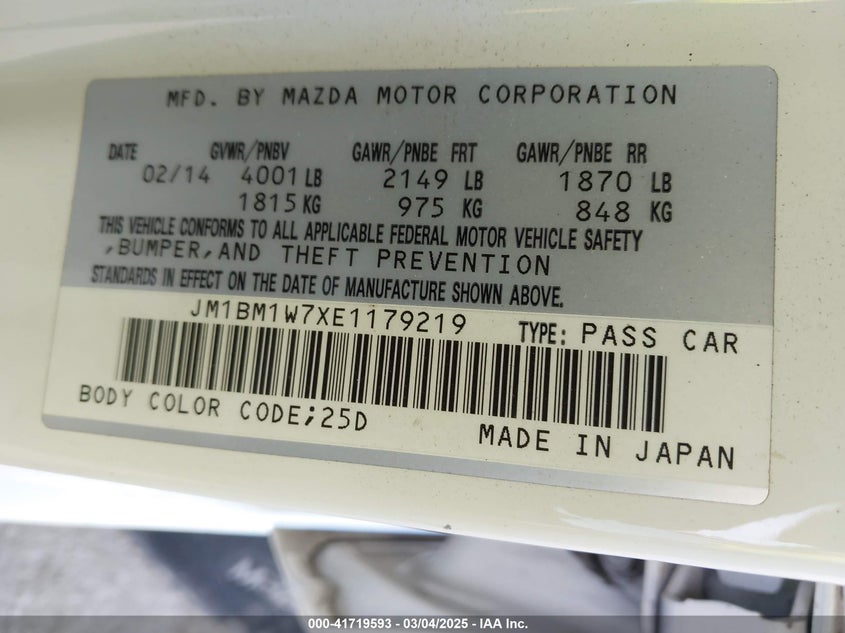 MFD. BY MAZDA MOTOR CORPORATION
DATE GVWR/PNBV GAWR/PNBE FRT GAWR/PNBE RR
02/14 4001 LB 2149 LB 1870 LB
1815 KG 975 KG 848 KG
THIS VEHICLE CONFORMS TO ALL APPLICABLE FEDERAL MOTOR VEHICLE SAFETY
,BUMPER,AND THEFT PREVENTION
STANDARDS IN EFFECT ON THE DATE OF MANUFACTURE SHOWN ABOVE.
JM1BM1W7XE1179219 TYPE: PASS CAR
BODY COLOR CODE;25D MADE IN JAPAN
000-41719593 - 03/04/2025 - IAA Inc.